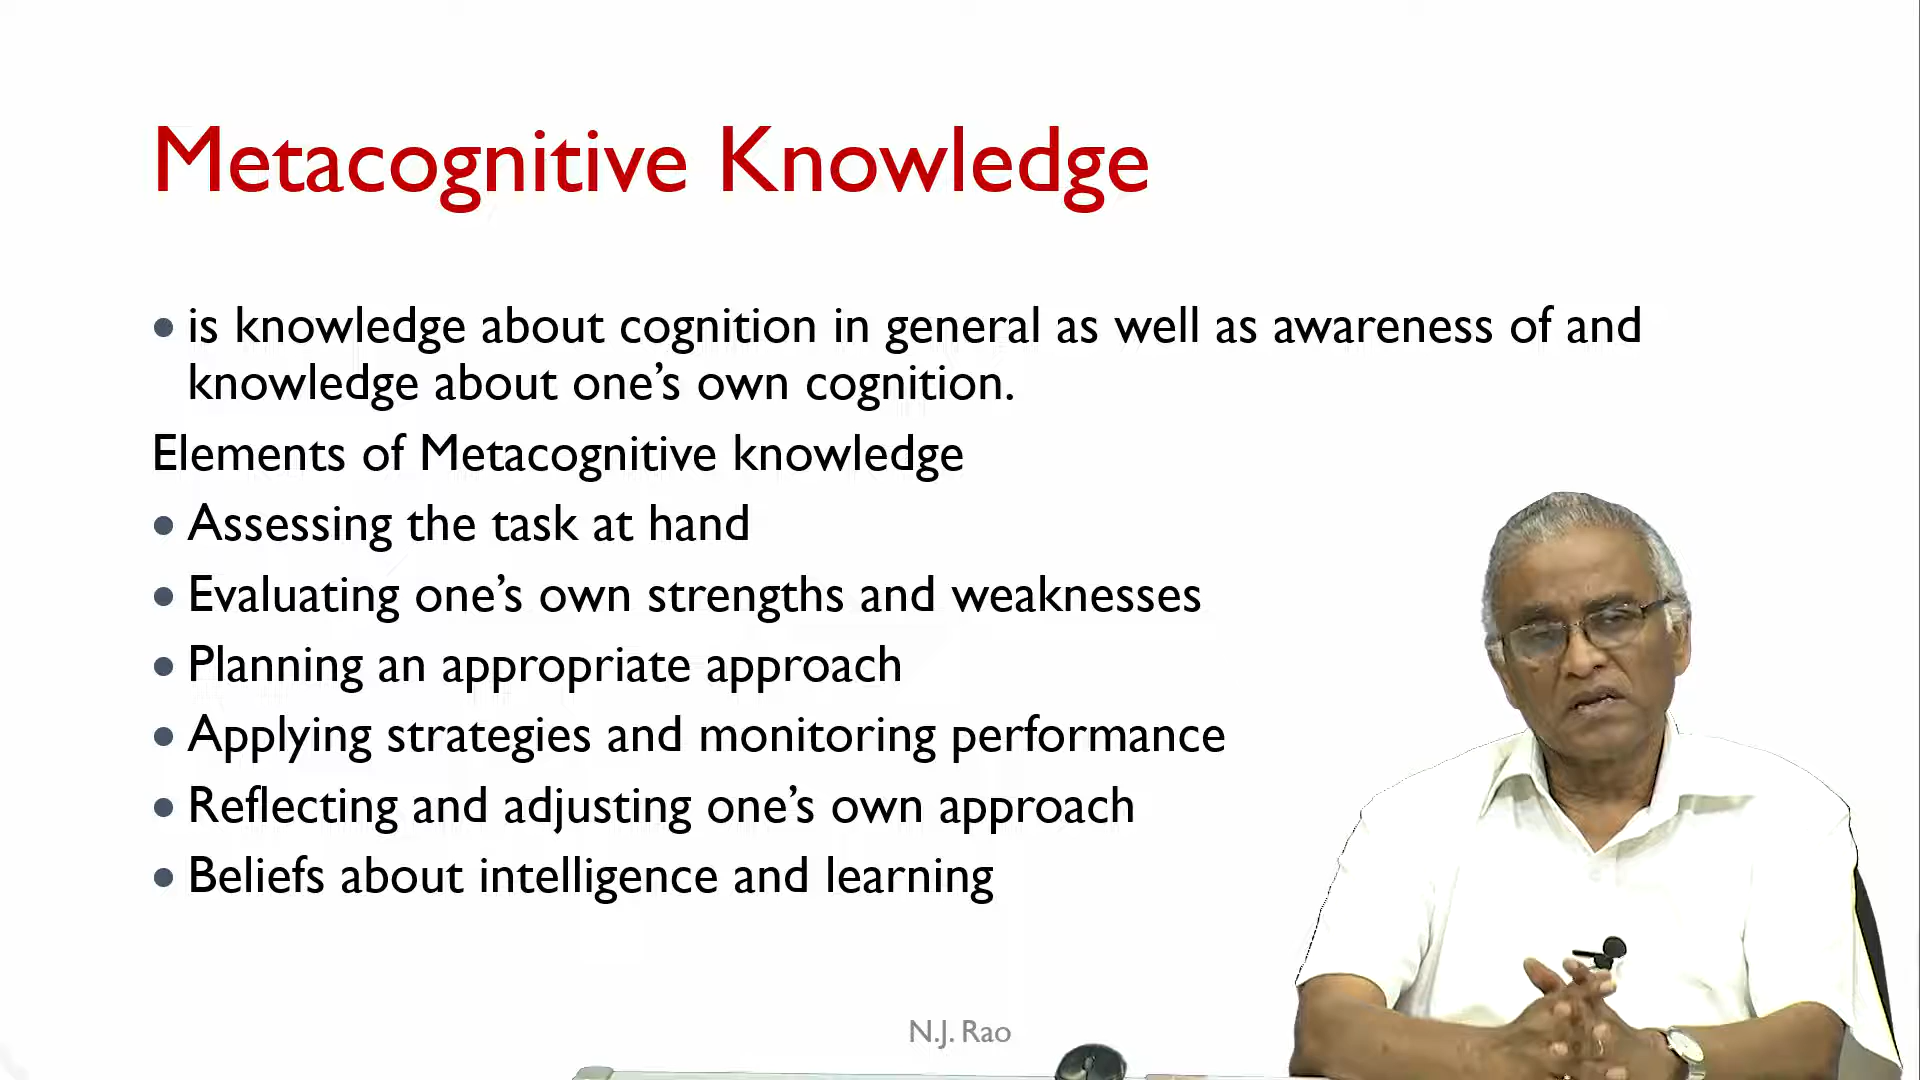 Metacognitive Knowledge
• is knowledge about cognition in general as well as awareness of and
knowledge about one’s own cognition.
Elements of Metacognitive knowledge
• Assessing the task at hand
• Evaluating one’s own strengths and weaknesses
• Planning an appropriate approach
• Applying strategies and monitoring performance
• Reflecting and adjusting one’s own approach
• Beliefs about intelligence and learning
N.J. Rao